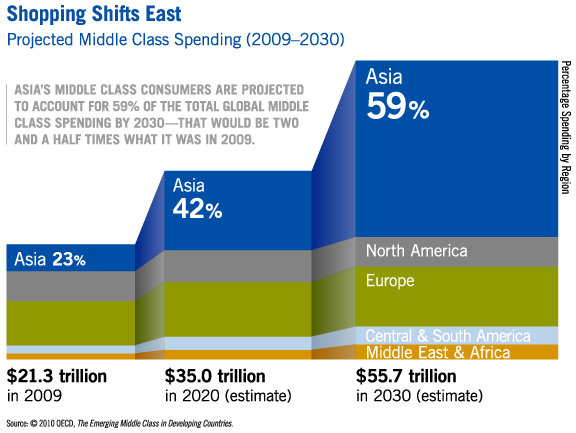 Shopping Shifts East
Projected Middle Class Spending (2009–2030)
ASIA'S MIDDLE CLASS CONSUMERS ARE PROJECTED
TO ACCOUNT FOR 59% OF THE TOTAL GLOBAL MIDDLE
CLASS SPENDING BY 2030—THAT WOULD BE TWO
AND A HALF TIMES WHAT IT WAS IN 2009.
Asia 23%
Asia
42%
Asia
59%
North America
Europe
Central & South America
Middle East & Africa
Percentage Spending by Region
$21.3 trillion
in 2009
$35.0 trillion
in 2020 (estimate)
$55.7 trillion
in 2030 (estimate)
Source: © 2010 OECD, The Emerging Middle Class in Developing Countries.